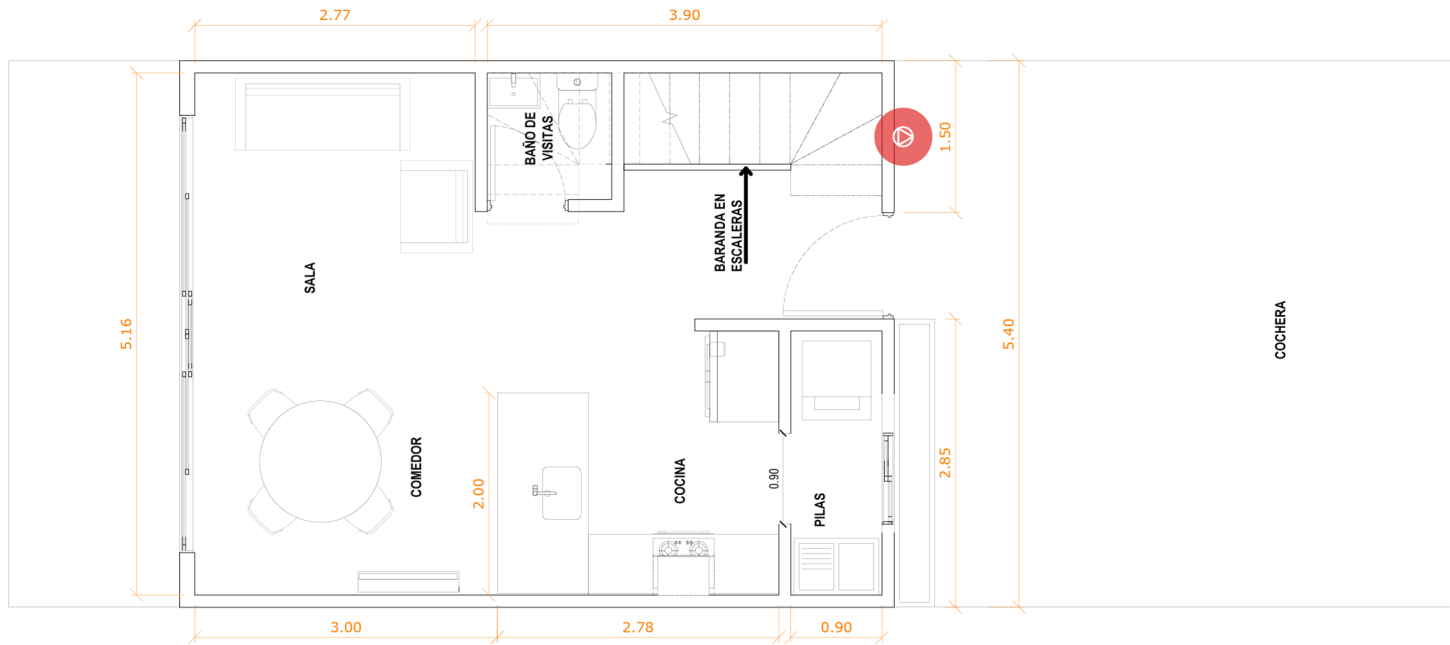 2.77
3.90
BAÑO DE
VISITAS
1.50
BARANDA EN
ESCALERAS
SALA
5.16
5.40
COCHERA
COMEDOR
2.00
COCINA
0.90
PILAS
2.85
3.00
2.78
0.90